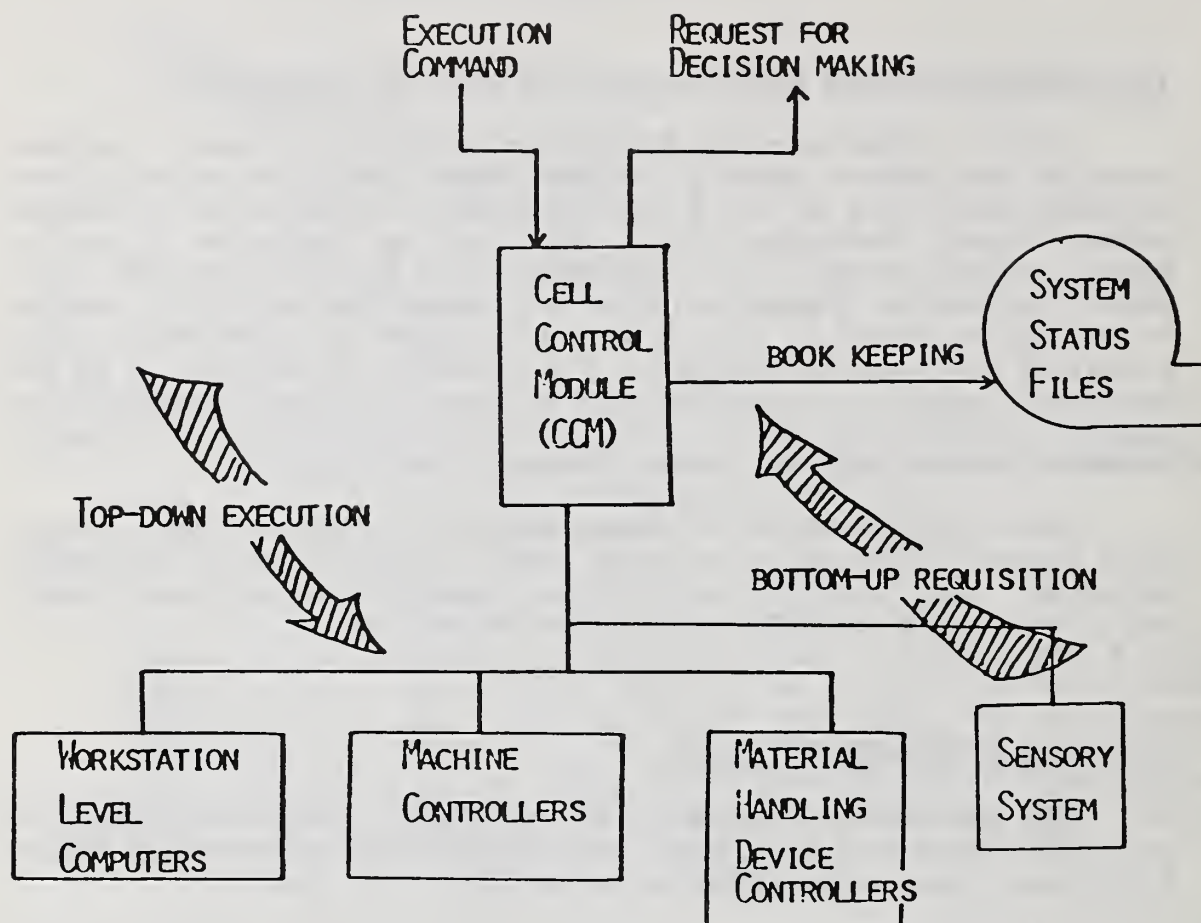 EXECUTION
COMMAND
REQUEST FOR
DECISION MAKING
CELL
CONTROL
MODULE
(CCM)
BOOK KEEPING
SYSTEM
STATUS
FILES
TOP-DOWN EXECUTION
BOTTOM-UP REQUISITION
WORKSTATION
LEVEL
COMPUTERS
MACHINE
CONTROLLERS
MATERIAL
HANDLING
DEVICE
CONTROLLERS
SENSORY
SYSTEM